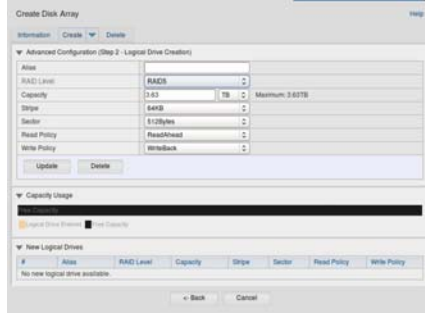 Create Disk Array
Help
Information Create Delete
Advanced Configuration (Step 2 - Logical Drive Creation)
Alias
RAID Level RAID5
Capacity 3.63 TB Maximum: 3.63TB
Stripe 64KB
Sector 512Bytes
Read Policy ReadAhead
Write Policy WriteBack
Update Delete
Capacity Usage
Free Capacity
Logical Drive Entered Free Capacity
New Logical Drives
# Alias RAID Level Capacity Stripe Sector Read Policy Write Policy
No new logical drive available.
<- Back Cancel